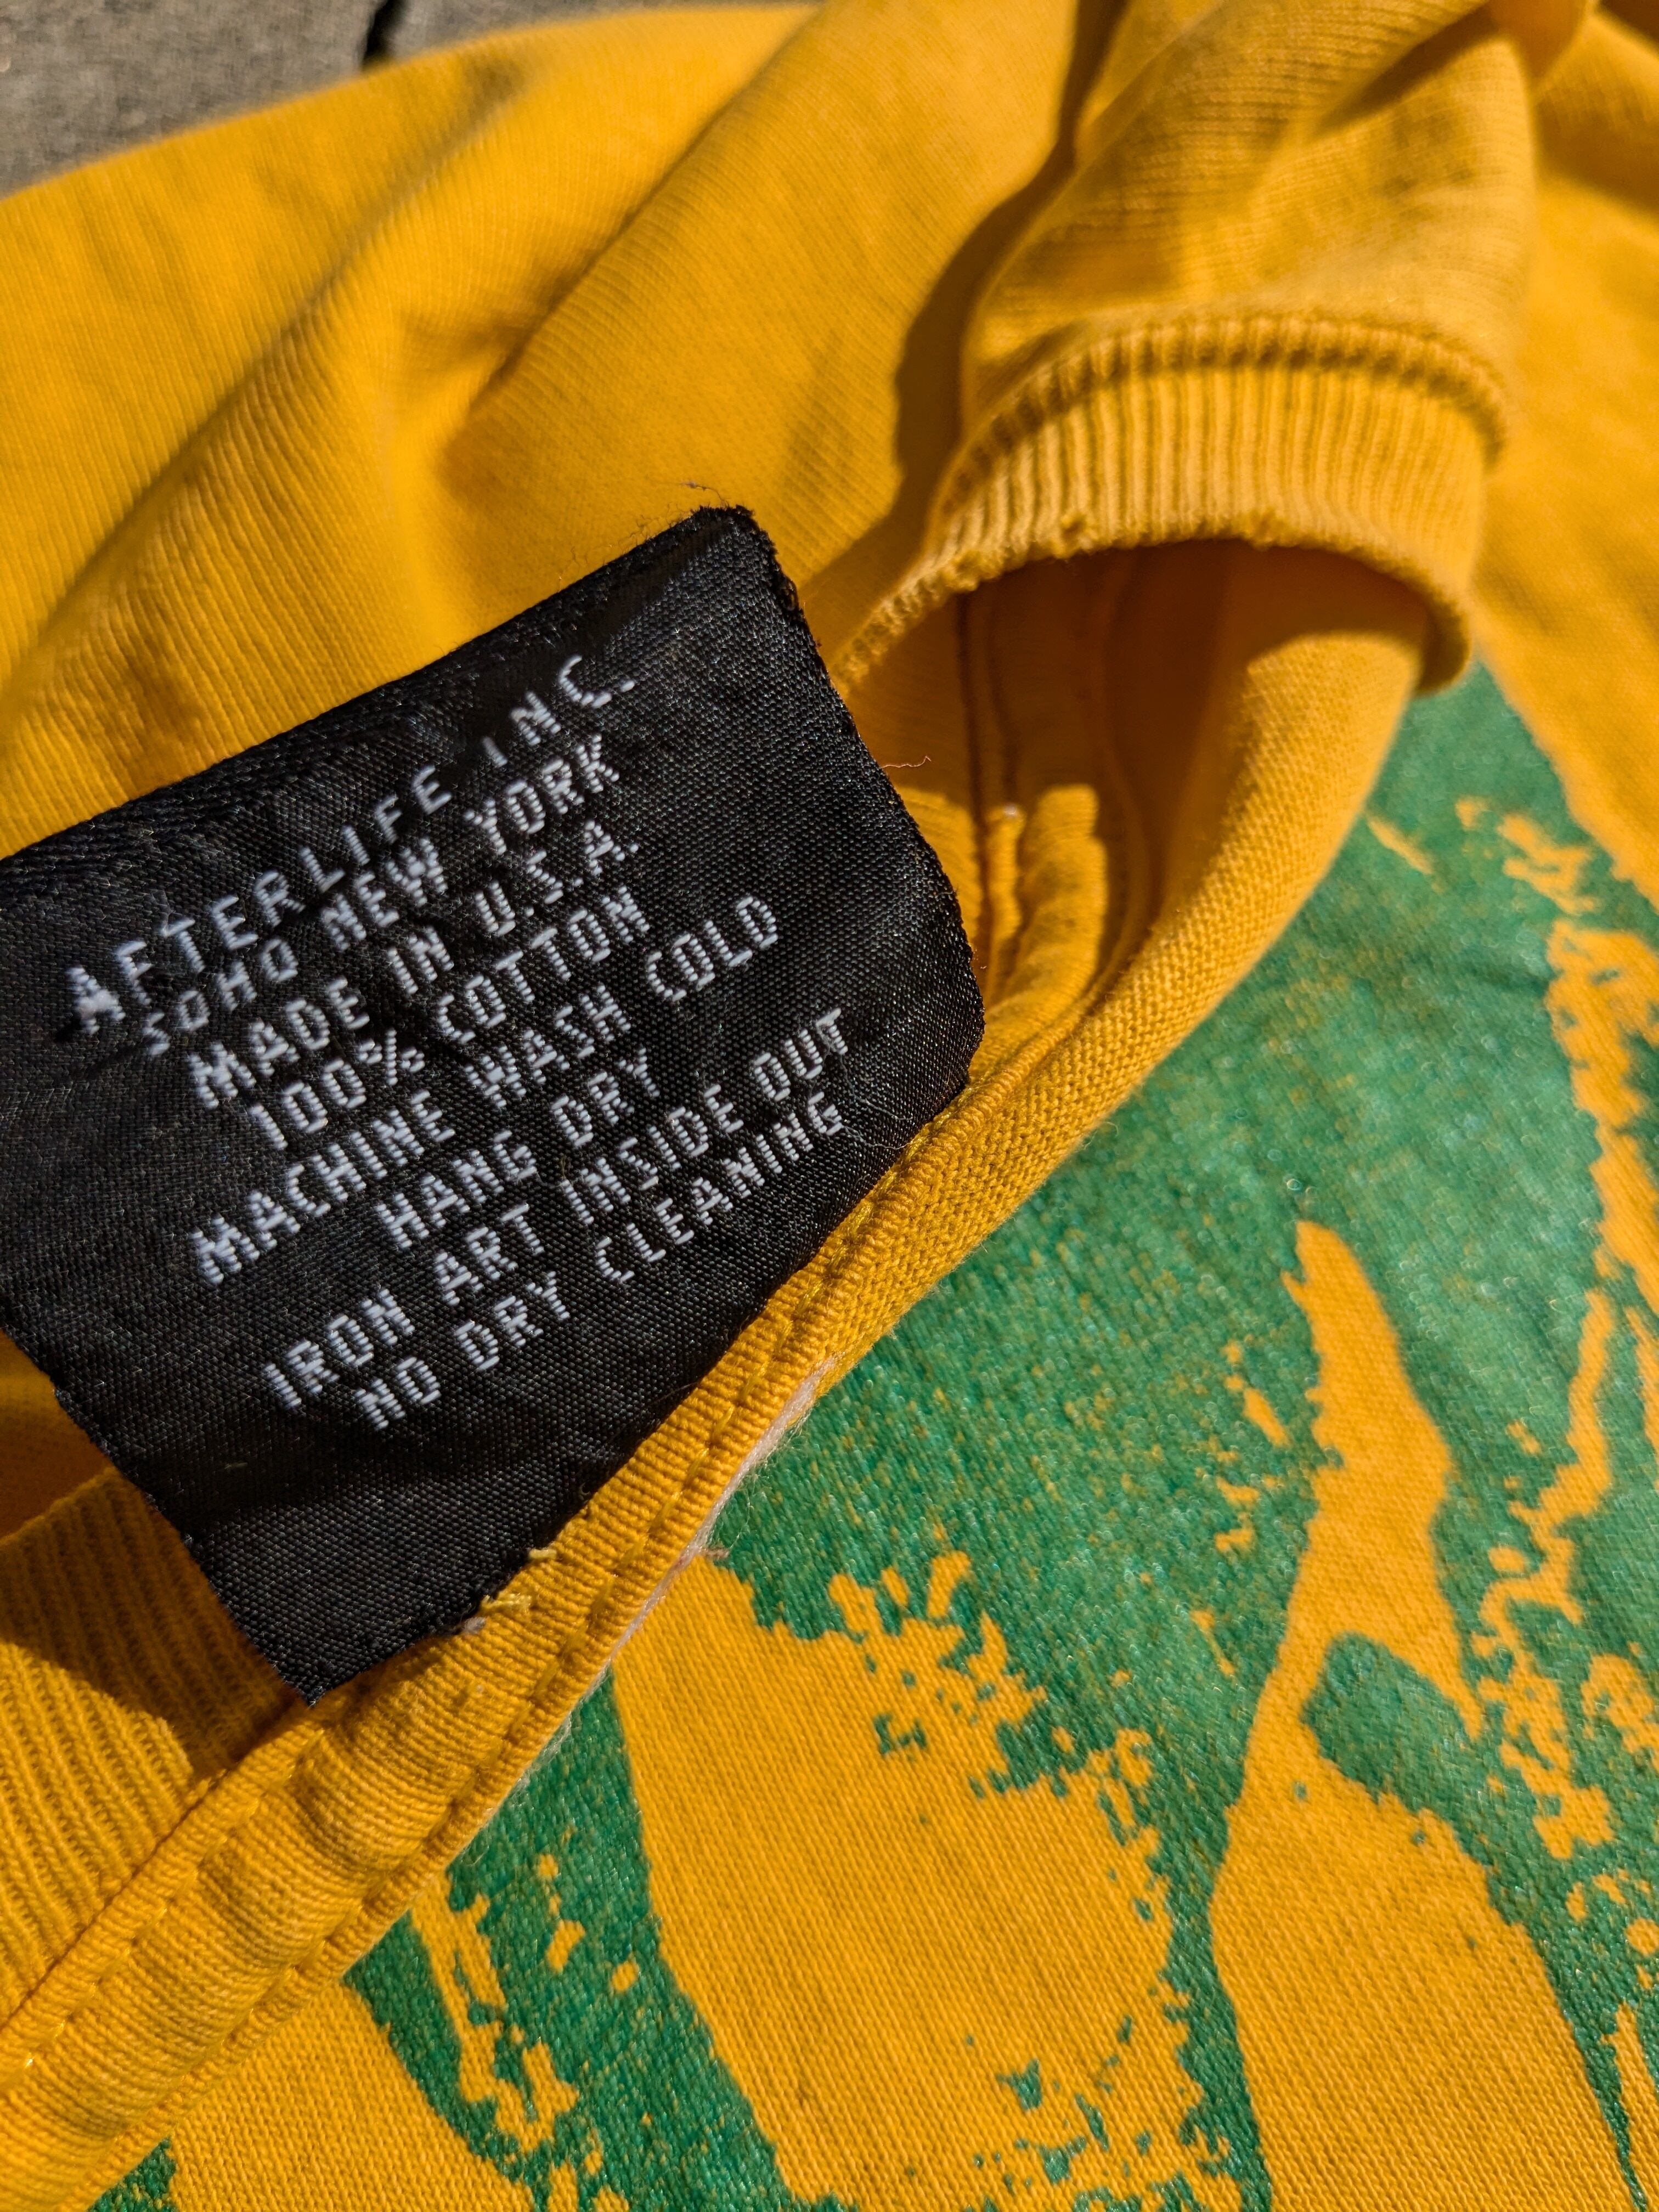 AFTERLIFE INC.
SOHO NEW YORK
MADE IN U.S.A.
100% COTTON
MACHINE WASH COLD
HANG DRY
IRON ART INSIDE OUT
NO DRY CLEANING